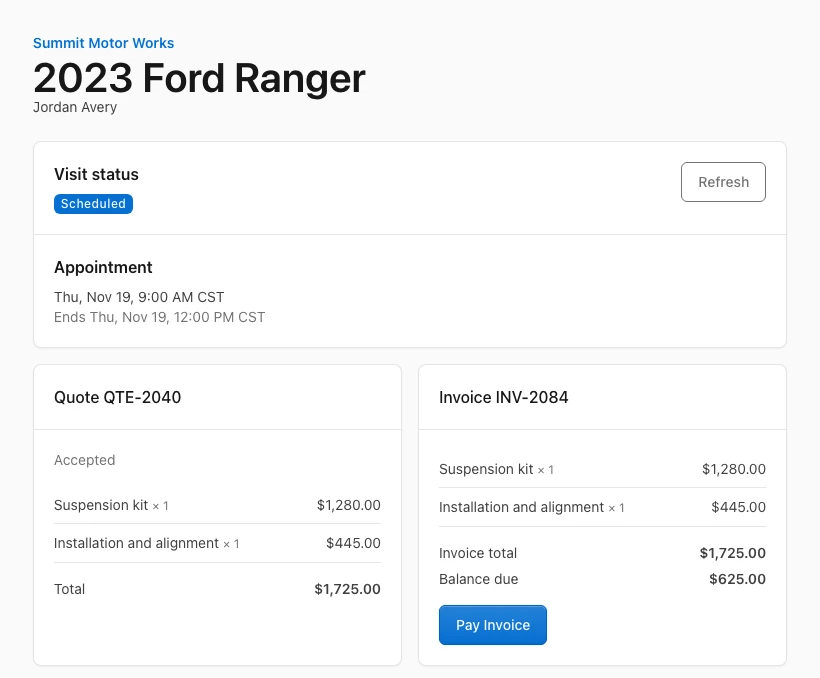 Summit Motor Works
2023 Ford Ranger
Jordan Avery
Visit status
Scheduled
Refresh
Appointment
Thu, Nov 19, 9:00 AM CST
Ends Thu, Nov 19, 12:00 PM CST
Quote QTE-2040
Accepted
Suspension kit × 1 $1,280.00
Installation and alignment × 1 $445.00
Total $1,725.00
Invoice INV-2084
Suspension kit × 1 $1,280.00
Installation and alignment × 1 $445.00
Invoice total $1,725.00
Balance due $625.00
Pay Invoice